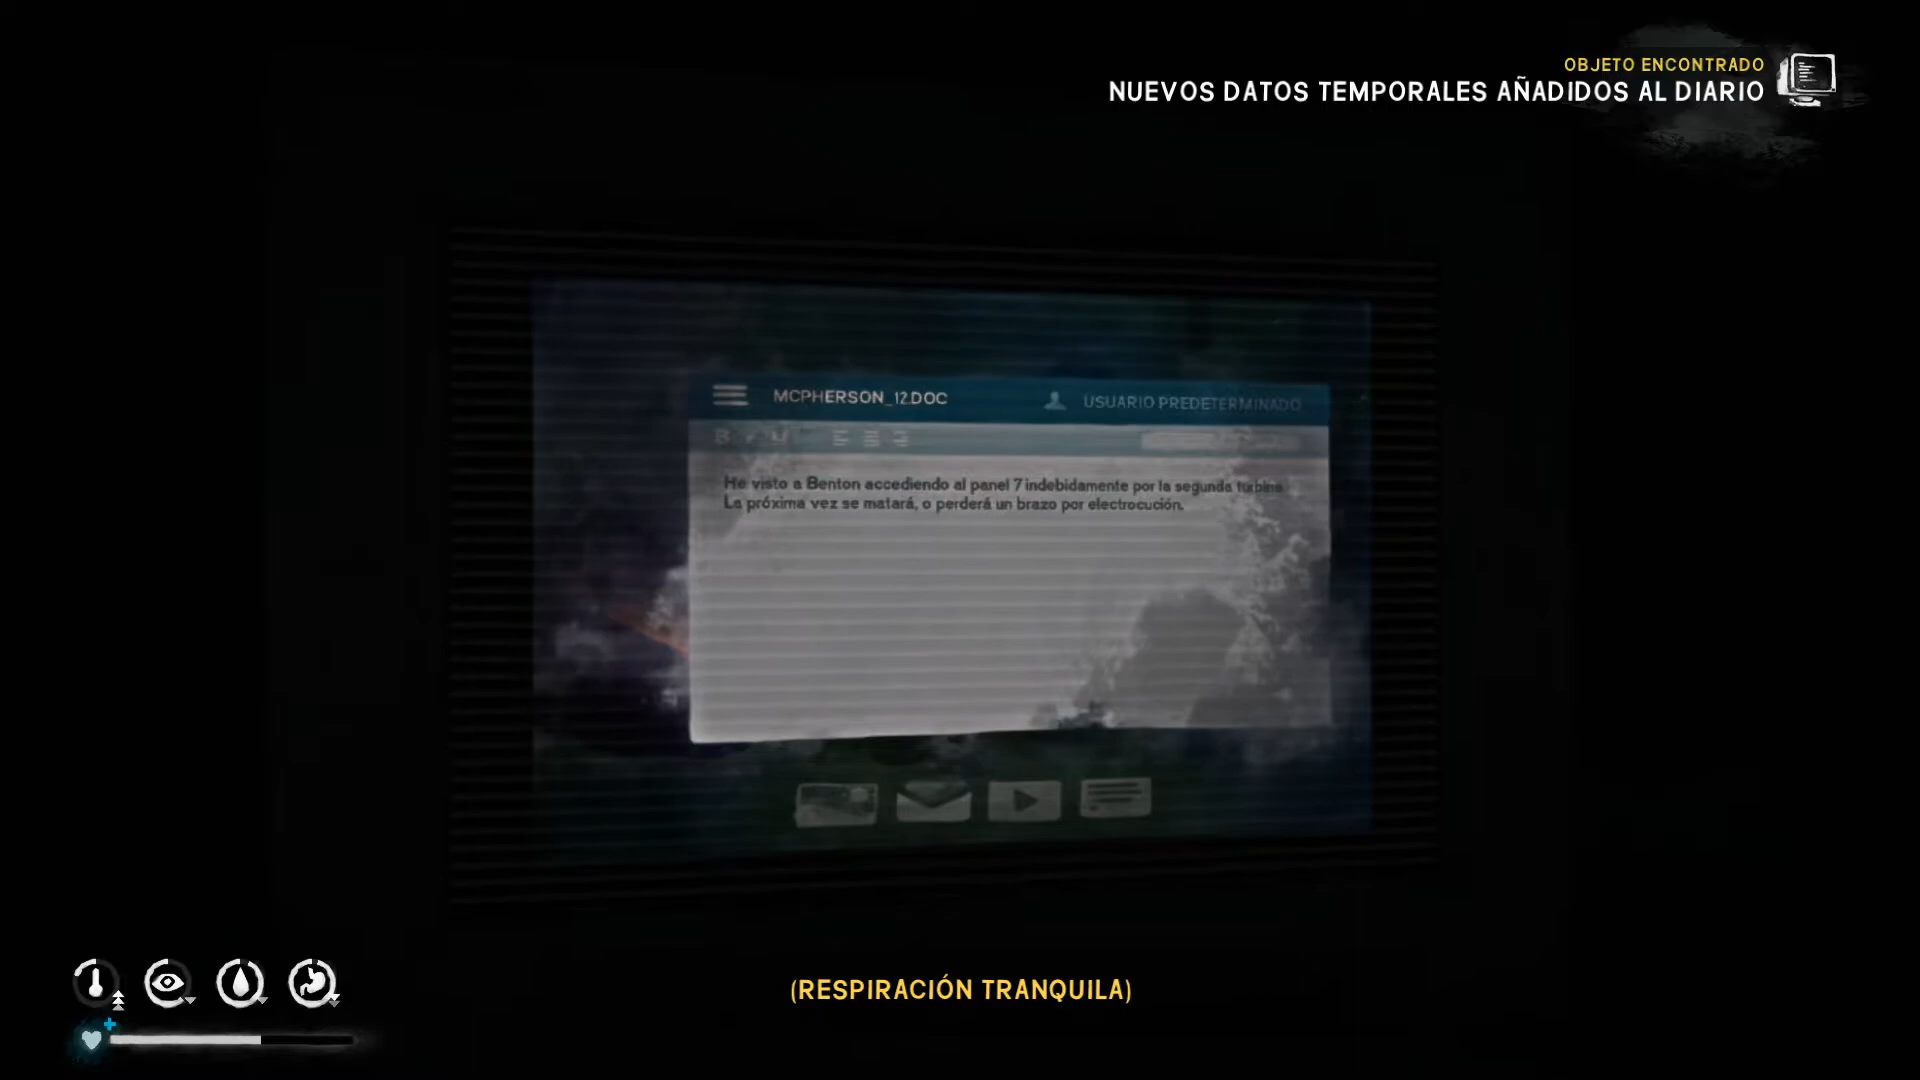 OBJETO ENCONTRADO
NUEVOS DATOS TEMPORALES AÑADIDOS AL DIARIO
MCPHERSON_12.DOC
USUARIO PREDETERMINADO
B I U
He visto a Benton accediendo al panel 7 indebidamente por la segunda turbina.
La próxima vez se matará, o perderá un brazo por electrocución.
(RESPIRACIÓN TRANQUILA)